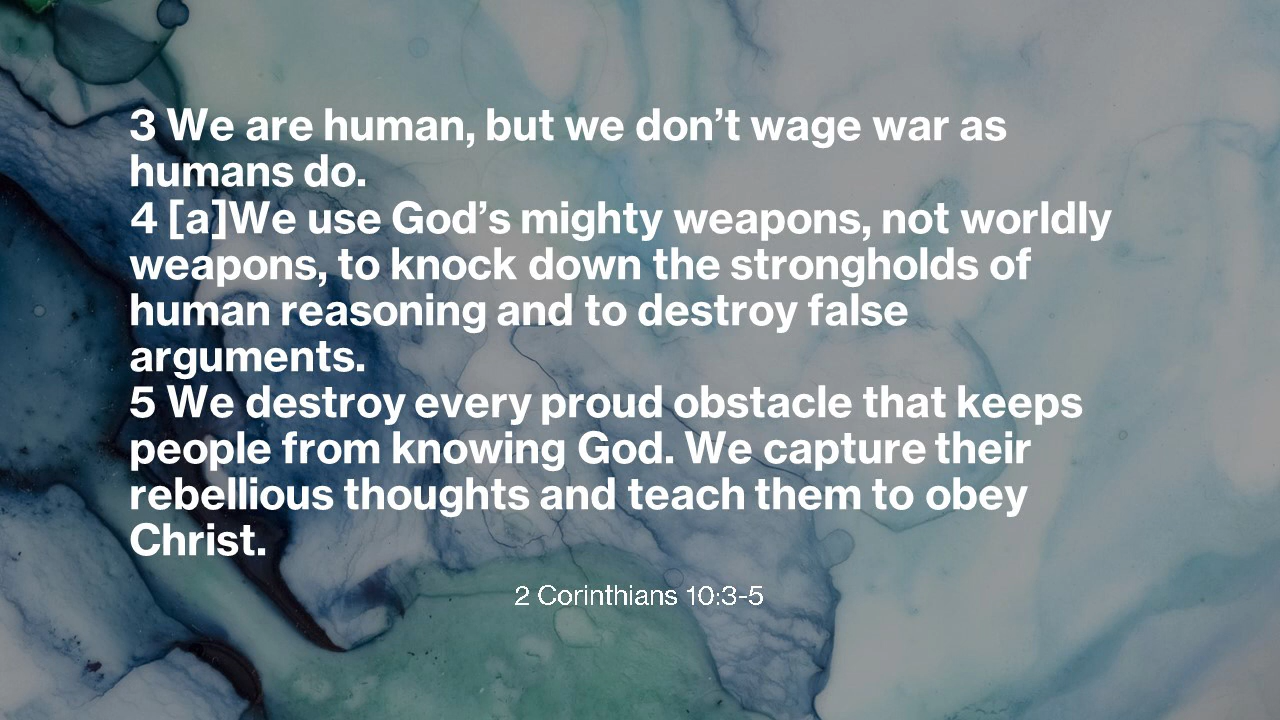 3 We are human, but we don’t wage war as
humans do.
4 [a]We use God’s mighty weapons, not worldly
weapons, to knock down the strongholds of
human reasoning and to destroy false
arguments.
5 We destroy every proud obstacle that keeps
people from knowing God. We capture their
rebellious thoughts and teach them to obey
Christ.
2 Corinthians 10:3-5